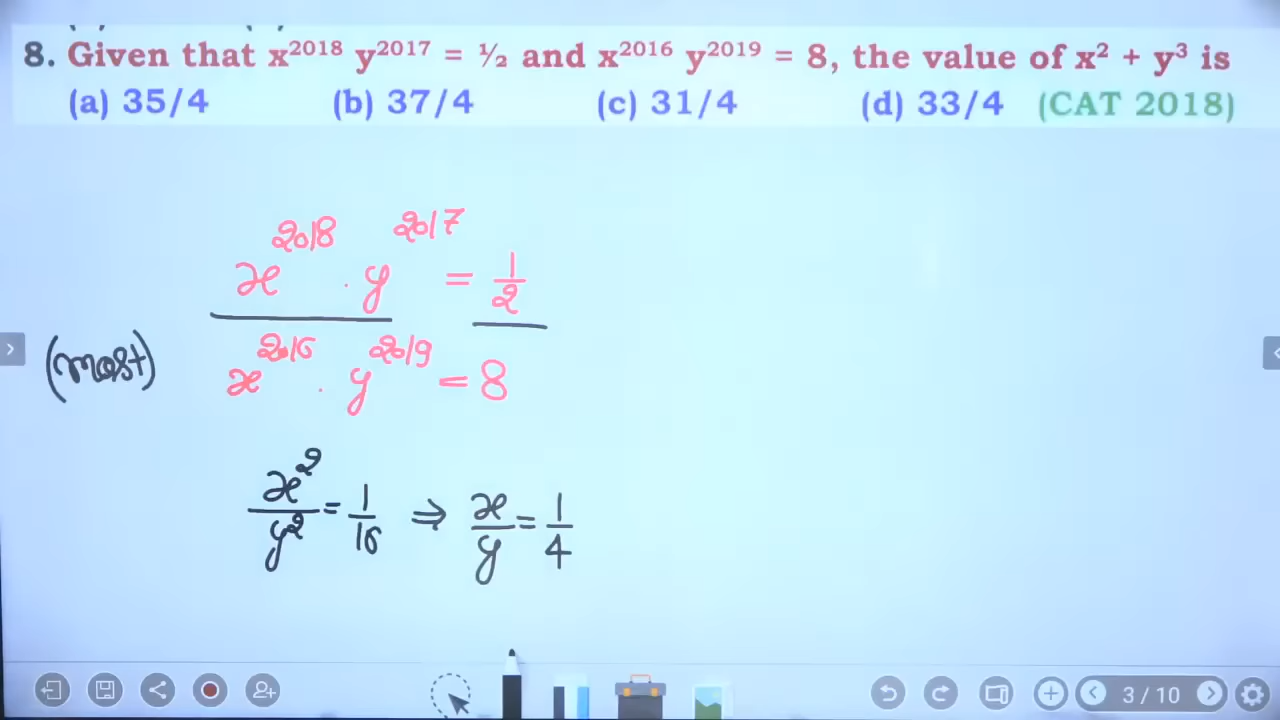 8. Given that x²⁰¹⁸ y²⁰¹⁷ = ½ and x²⁰¹⁶ y²⁰¹⁹ = 8, the value of x² + y³ is
(a) 35/4 (b) 37/4 (c) 31/4 (d) 33/4 (CAT 2018)
x²⁰¹⁸ · y²⁰¹⁷ = 1/2
(most)
x²⁰¹⁶ · y²⁰¹⁹ = 8
x²/y² = 1/16 ⇒ x/y = 1/4
3 / 10